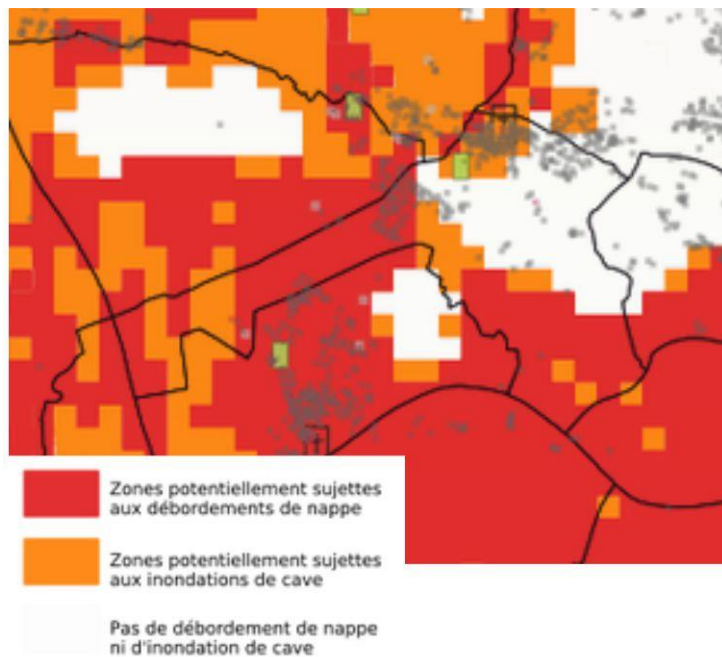 Zones potentiellement sujettes
aux débordements de nappe
Zones potentiellement sujettes
aux inondations de cave
Pas de débordement de nappe
ni d'inondation de cave